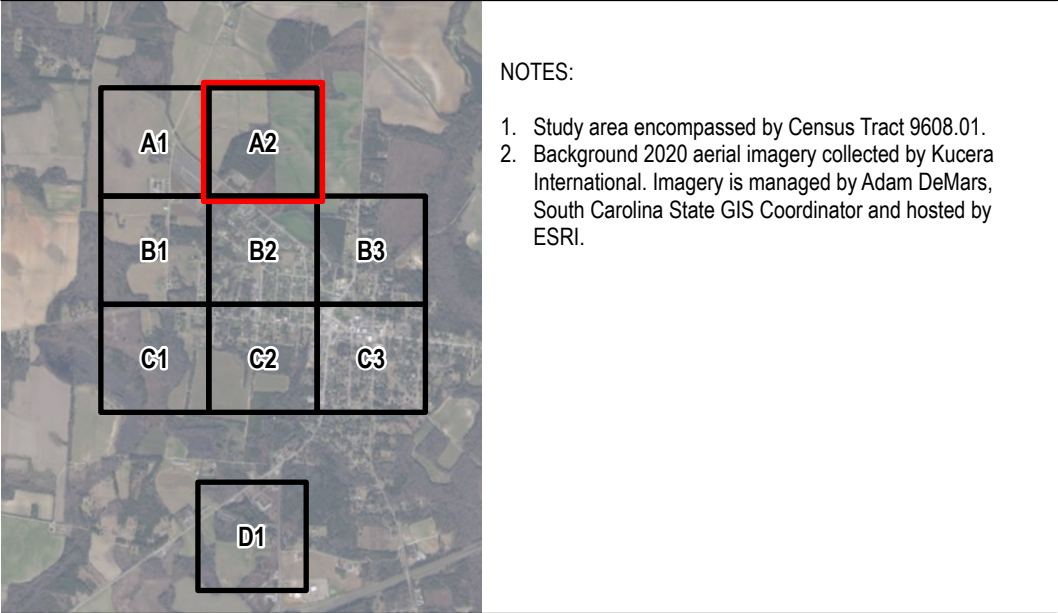 A1 A2
B1 B2 B3
C1 C2 C3
D1
NOTES:
1. Study area encompassed by Census Tract 9608.01.
2. Background 2020 aerial imagery collected by Kucera
International. Imagery is managed by Adam DeMars,
South Carolina State GIS Coordinator and hosted by
ESRI.